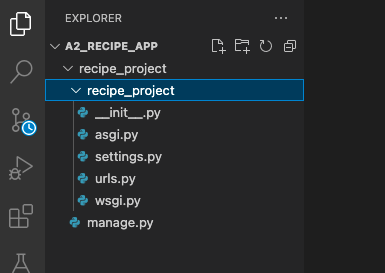 EXPLORER
A2_RECIPE_APP
recipe_project
recipe_project
__init__.py
asgi.py
settings.py
urls.py
wsgi.py
manage.py